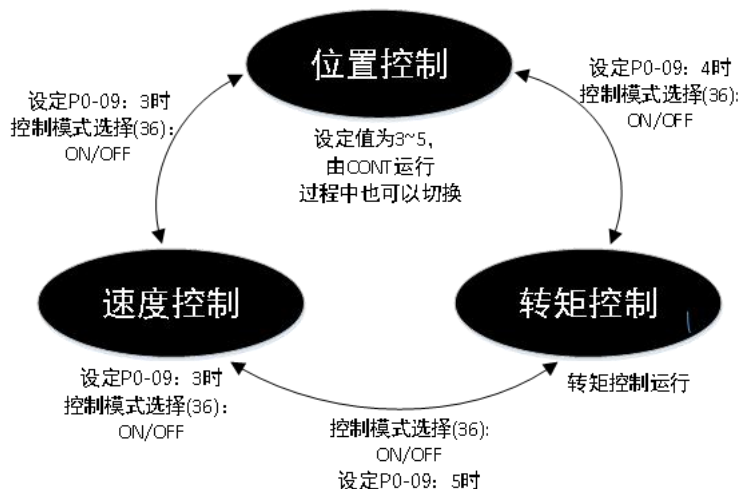 位置控制
设定P0-09：4时
控制模式选择(36):
ON/OFF
设定P0-09：3时
控制模式选择(36)：
ON/OFF
设定值为3~5，
由CONT运行
过程中也可以切换
速度控制
转矩控制
设定P0-09：3时
控制模式选择(36)：
ON/OFF
转矩控制运行
控制模式选择(36):
ON/OFF
设定P0-09：5时